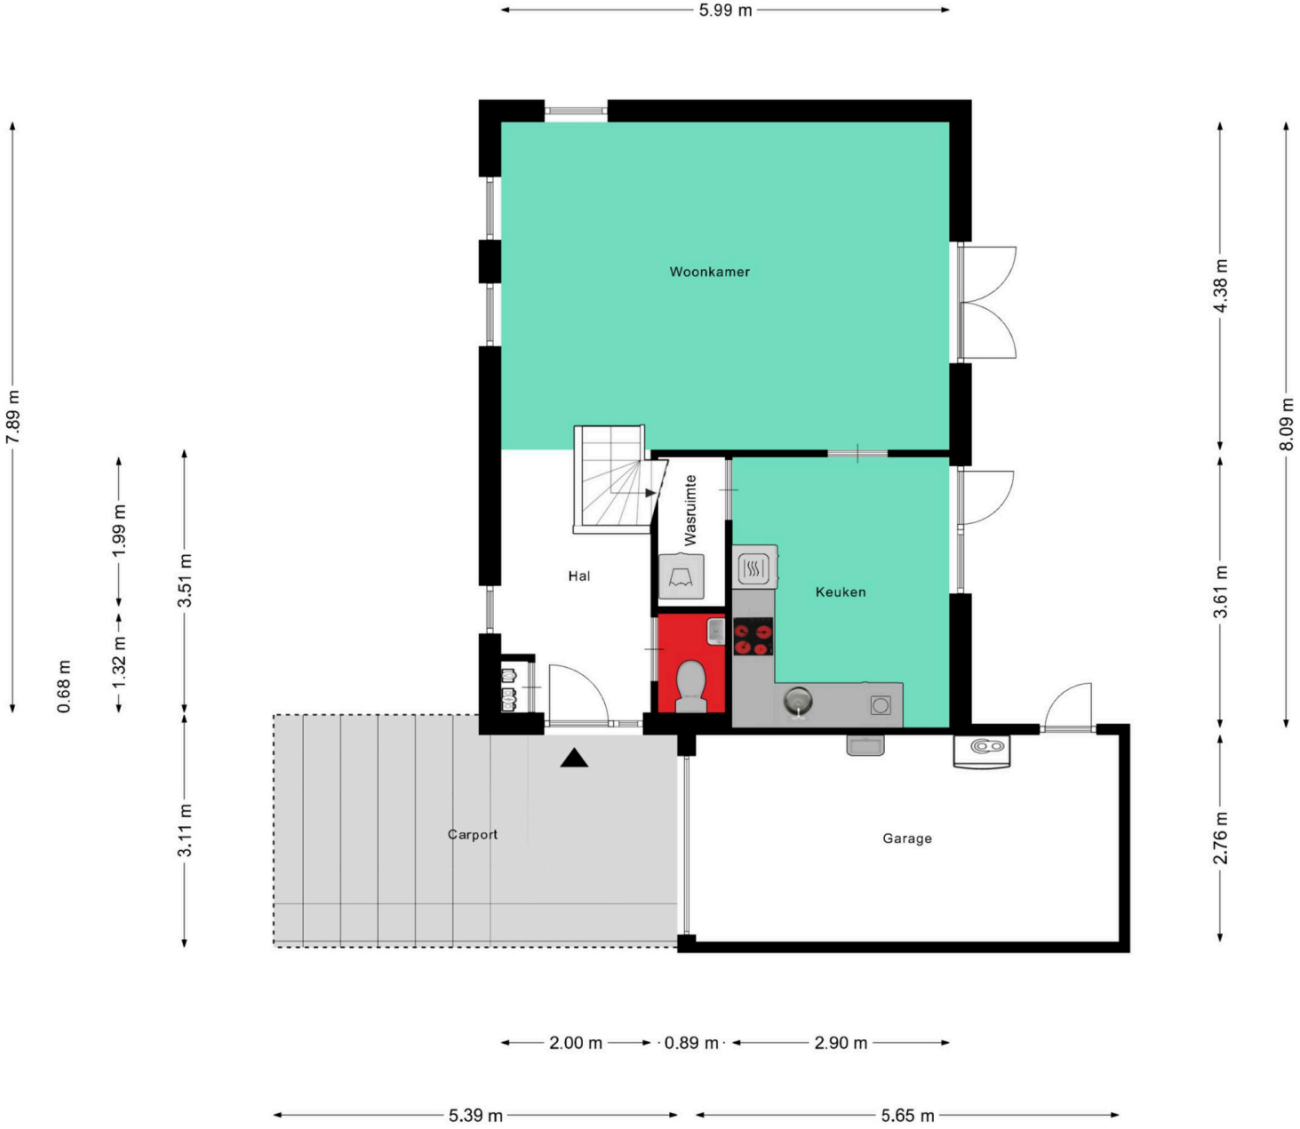 5.99 m
Woonkamer
4.38 m
7.89 m
8.09 m
Wasruimte
1.99 m
3.51 m
Hal
Keuken
3.61 m
1.32 m
0.68 m
Carport
Garage
3.11 m
2.76 m
2.00 m
0.89 m
2.90 m
5.39 m
5.65 m